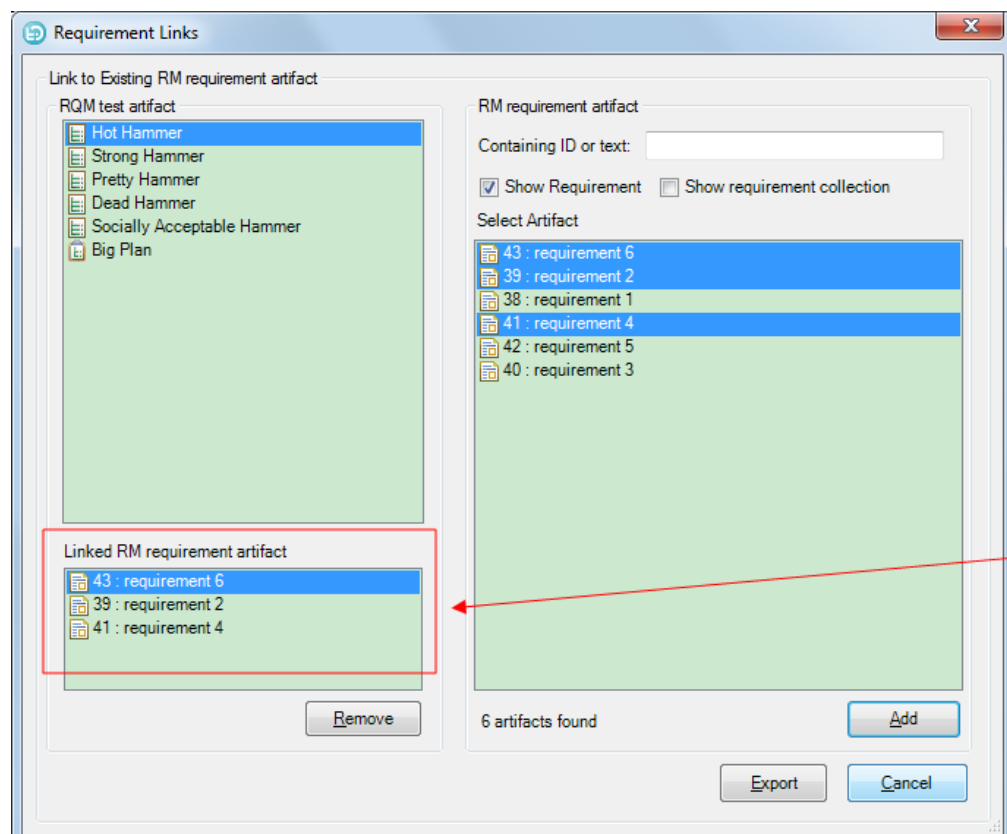 Requirement Links
X
Link to Existing RM requirement artifact
RQM test artifact
Hot Hammer
Strong Hammer
Pretty Hammer
Dead Hammer
Socially Acceptable Hammer
Big Plan
Linked RM requirement artifact
43 : requirement 6
39 : requirement 2
41 : requirement 4
Remove
RM requirement artifact
Containing ID or text:
Show Requirement
Show requirement collection
Select Artifact
43 : requirement 6
39 : requirement 2
38 : requirement 1
41 : requirement 4
42 : requirement 5
40 : requirement 3
6 artifacts found
Add
Export
Cancel